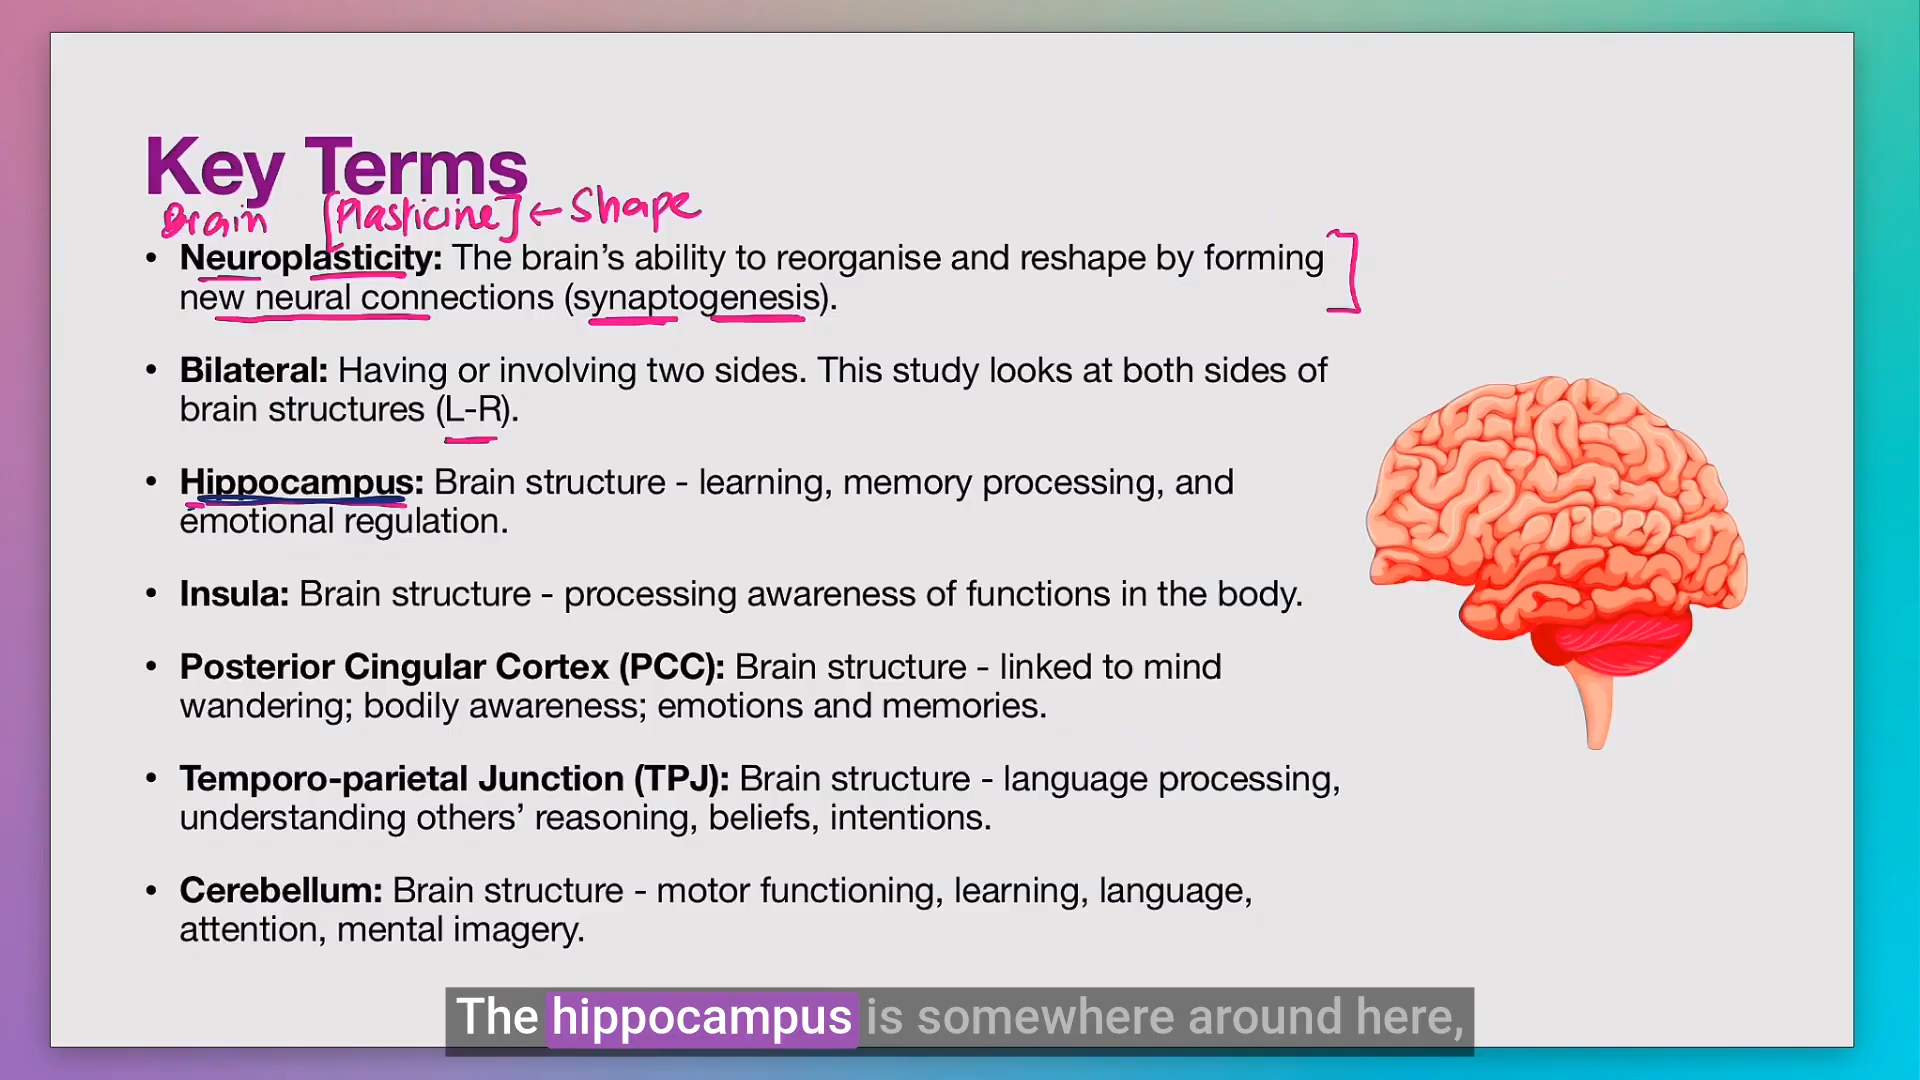 Key Terms
Brain [Plasticine] ← Shape
• Neuroplasticity: The brain’s ability to reorganise and reshape by forming
new neural connections (synaptogenesis).
• Bilateral: Having or involving two sides. This study looks at both sides of
brain structures (L-R).
• Hippocampus: Brain structure - learning, memory processing, and
emotional regulation.
• Insula: Brain structure - processing awareness of functions in the body.
• Posterior Cingular Cortex (PCC): Brain structure - linked to mind
wandering; bodily awareness; emotions and memories.
• Temporo-parietal Junction (TPJ): Brain structure - language processing,
understanding others’ reasoning, beliefs, intentions.
• Cerebellum: Brain structure - motor functioning, learning, language,
attention, mental imagery.
The hippocampus is somewhere around here,